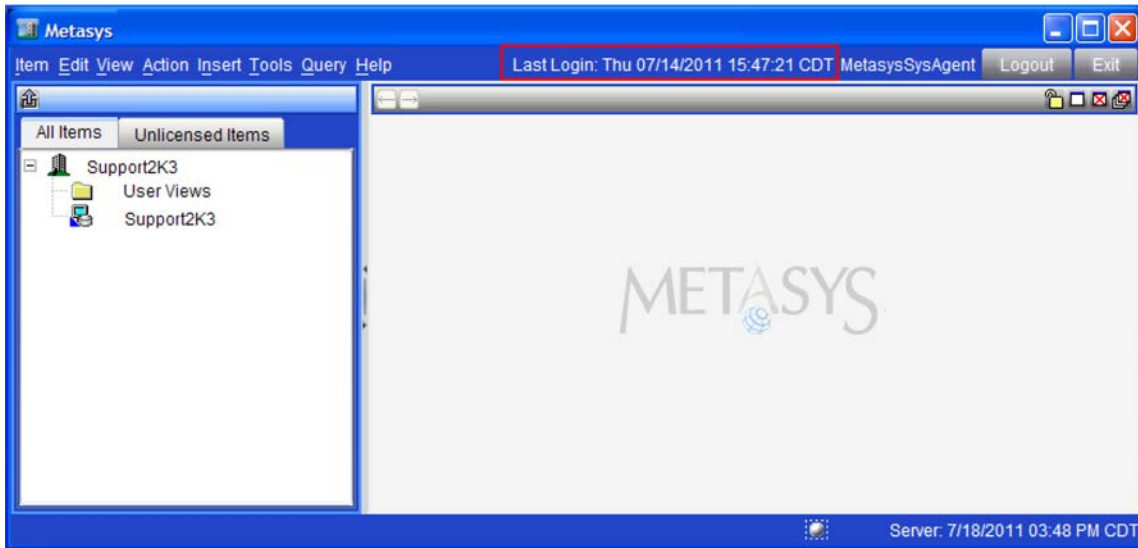 Metasys
Item Edit View Action Insert Tools Query Help Last Login: Thu 07/14/2011 15:47:21 CDT MetasysSysAgent Logout Exit
All Items Unlicensed Items
Support2K3
User Views
Support2K3
METASYS
Server: 7/18/2011 03:48 PM CDT